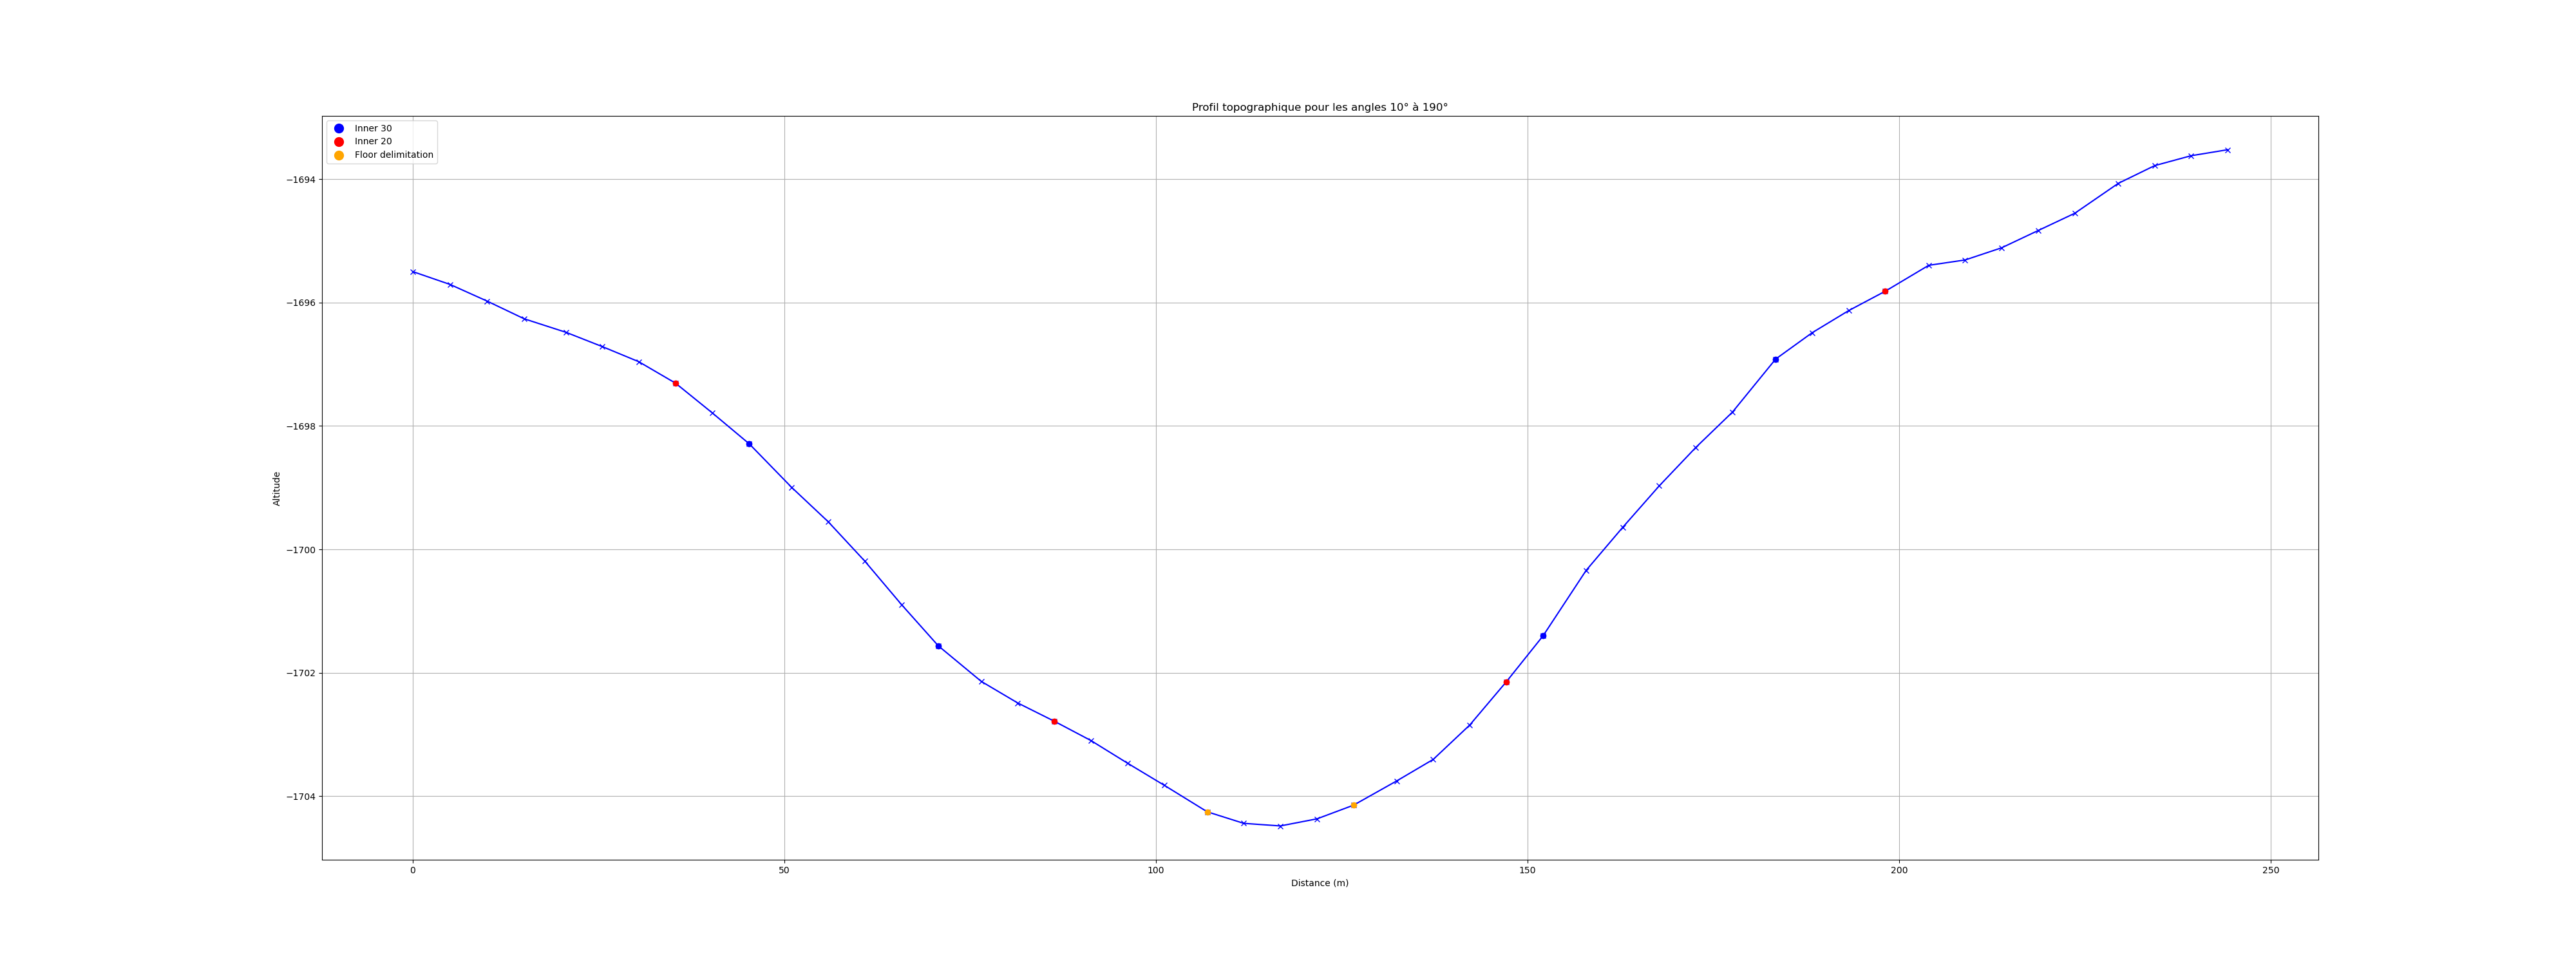 Profil topographique pour les angles 10° à 190°
Inner 30
Inner 20
Floor delimitation
−1694
−1696
−1698
−1700
−1702
−1704
Altitude
0 50 100 150 200 250
Distance (m)